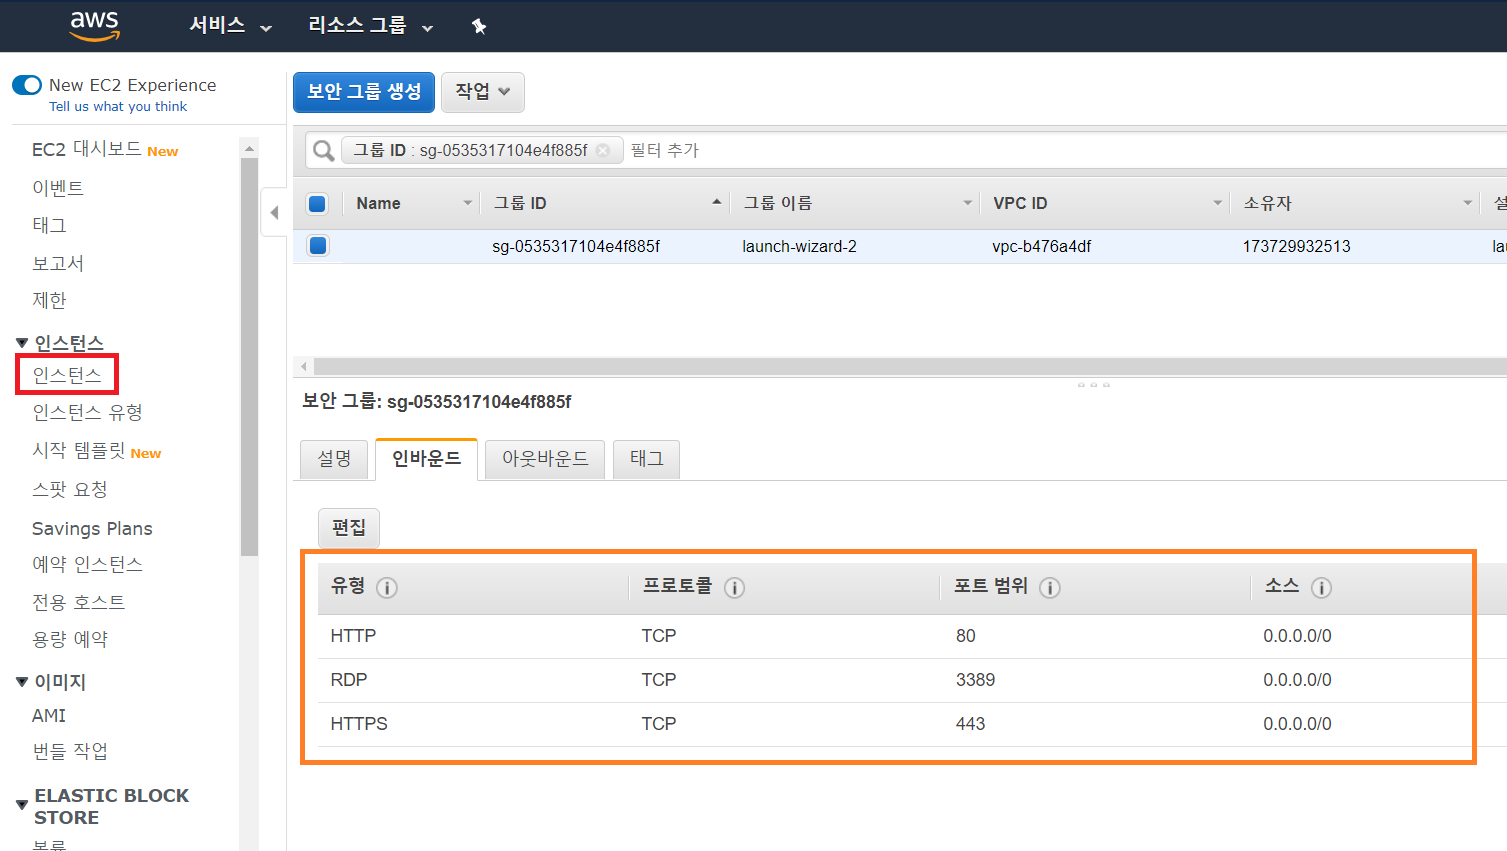 aws 서비스 리소스 그룹
New EC2 Experience
Tell us what you think
EC2 대시보드 New
이벤트
태그
보고서
제한
인스턴스
인스턴스
인스턴스 유형
시작 템플릿 New
스팟 요청
Savings Plans
예약 인스턴스
전용 호스트
용량 예약
이미지
AMI
번들 작업
ELASTIC BLOCK
STORE
볼륨
보안 그룹 생성 작업
그룹 ID : sg-0535317104e4f885f 필터 추가
Name 그룹 ID 그룹 이름 VPC ID 소유자
sg-0535317104e4f885f launch-wizard-2 vpc-b476a4df 173729932513
보안 그룹: sg-0535317104e4f885f
설명 인바운드 아웃바운드 태그
편집
유형 프로토콜 포트 범위 소스
HTTP TCP 80 0.0.0.0/0
RDP TCP 3389 0.0.0.0/0
HTTPS TCP 443 0.0.0.0/0